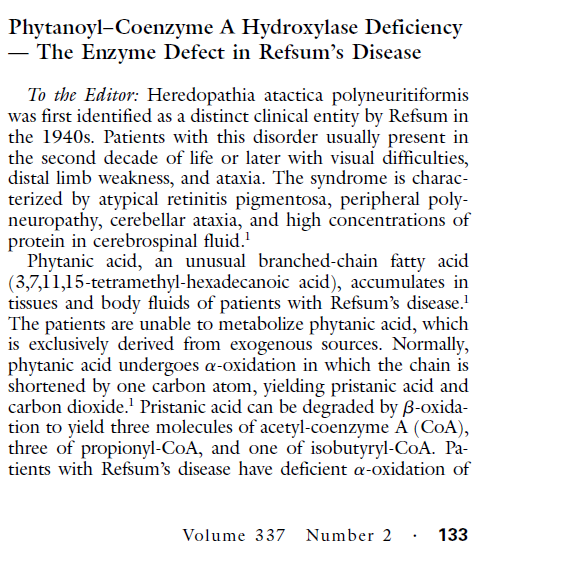 Phytanoyl–Coenzyme A Hydroxylase Deficiency
— The Enzyme Defect in Refsum's Disease
To the Editor: Heredopathia atactica polyneuritiformis
was first identified as a distinct clinical entity by Refsum in
the 1940s. Patients with this disorder usually present in
the second decade of life or later with visual difficulties,
distal limb weakness, and ataxia. The syndrome is charac-
terized by atypical retinitis pigmentosa, peripheral poly-
neuropathy, cerebellar ataxia, and high concentrations of
protein in cerebrospinal fluid.¹
Phytanic acid, an unusual branched-chain fatty acid
(3,7,11,15-tetramethyl-hexadecanoic acid), accumulates in
tissues and body fluids of patients with Refsum's disease.¹
The patients are unable to metabolize phytanic acid, which
is exclusively derived from exogenous sources. Normally,
phytanic acid undergoes α-oxidation in which the chain is
shortened by one carbon atom, yielding pristanic acid and
carbon dioxide.¹ Pristanic acid can be degraded by β-oxida-
tion to yield three molecules of acetyl-coenzyme A (CoA),
three of propionyl-CoA, and one of isobutyryl-CoA. Pa-
tients with Refsum's disease have deficient α-oxidation of
Volume 337 Number 2 · 133